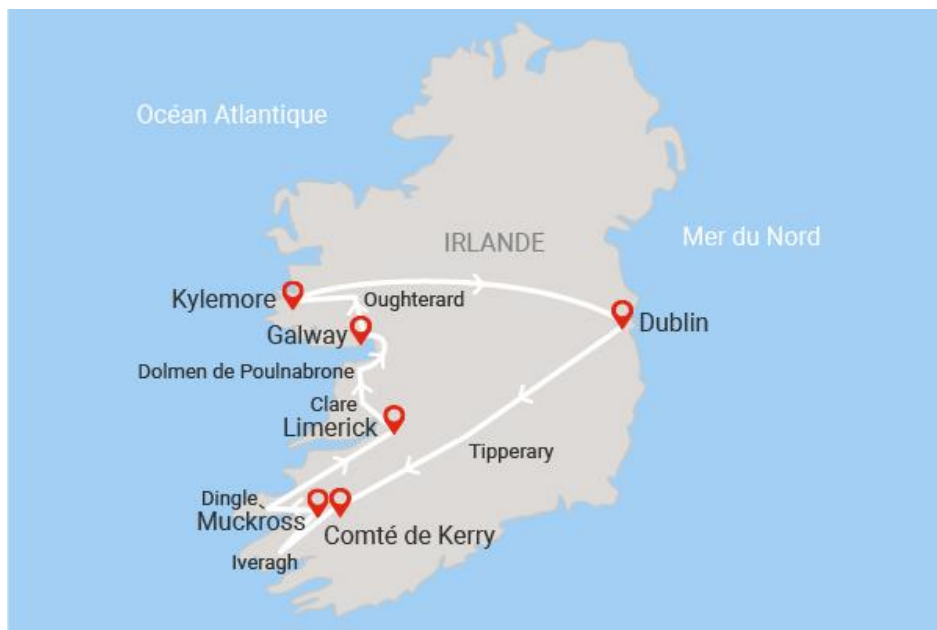 Océan Atlantique
IRLANDE
Mer du Nord
Kylemore
Oughterard
Dublin
Galway
Dolmen de Poulnabrone
Clare
Limerick
Tipperary
Dingle
Muckross
Comté de Kerry
Iveragh